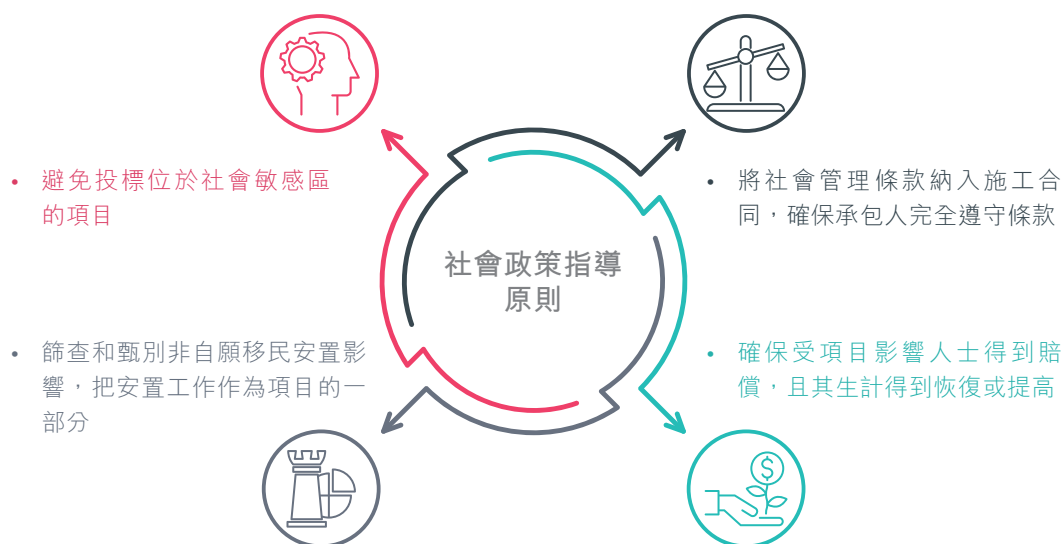 • 避免投標位於社會敏感區
的項目
• 將社會管理條款納入施工合
同，確保承包人完全遵守條款
社會政策指導
原則
• 篩查和甄別非自願移民安置影
響，把安置工作作為項目的一
部分
• 確保受項目影響人士得到賠
償，且其生計得到恢復或提高
$